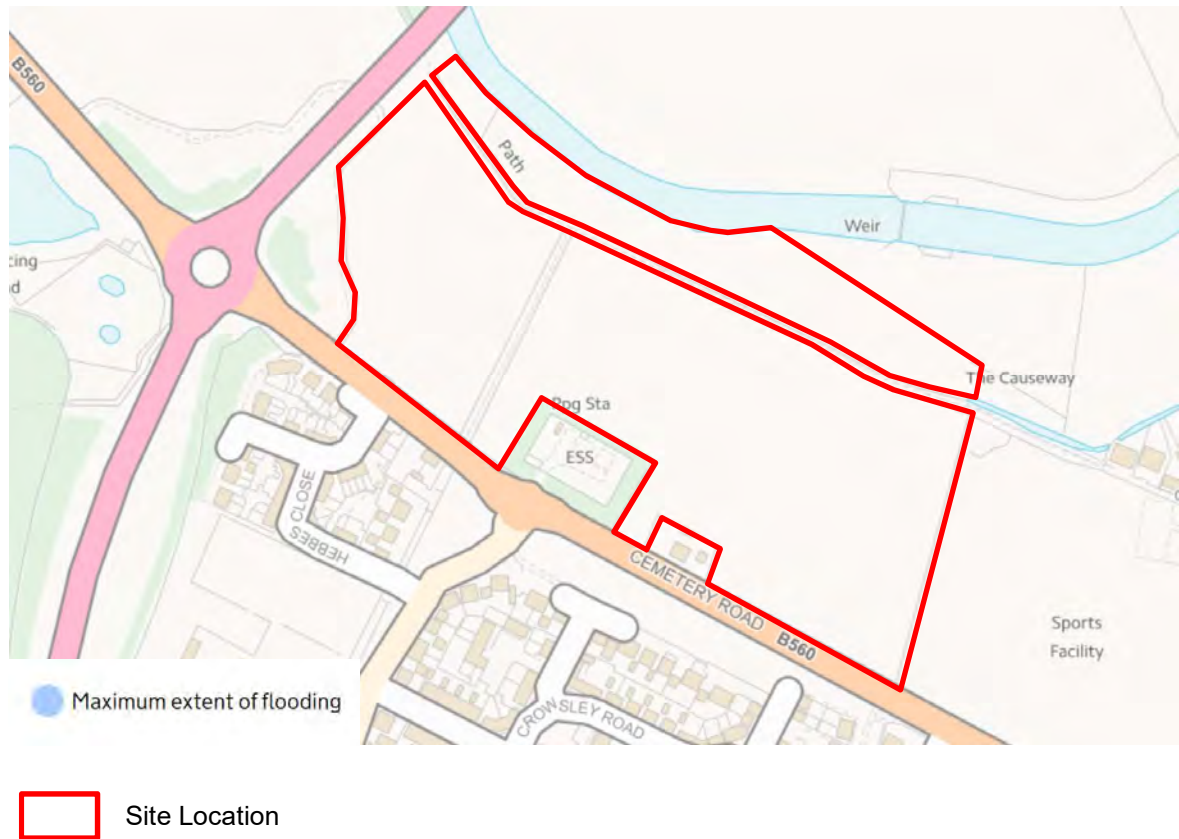 B560
Path
Weir
cing
d
The Causeway
Pog Sta
ESS
HEBBES
CLOSE
CEMETERY ROAD
B560
Sports
Facility
CROWSLEY ROAD
Maximum extent of flooding
Site Location